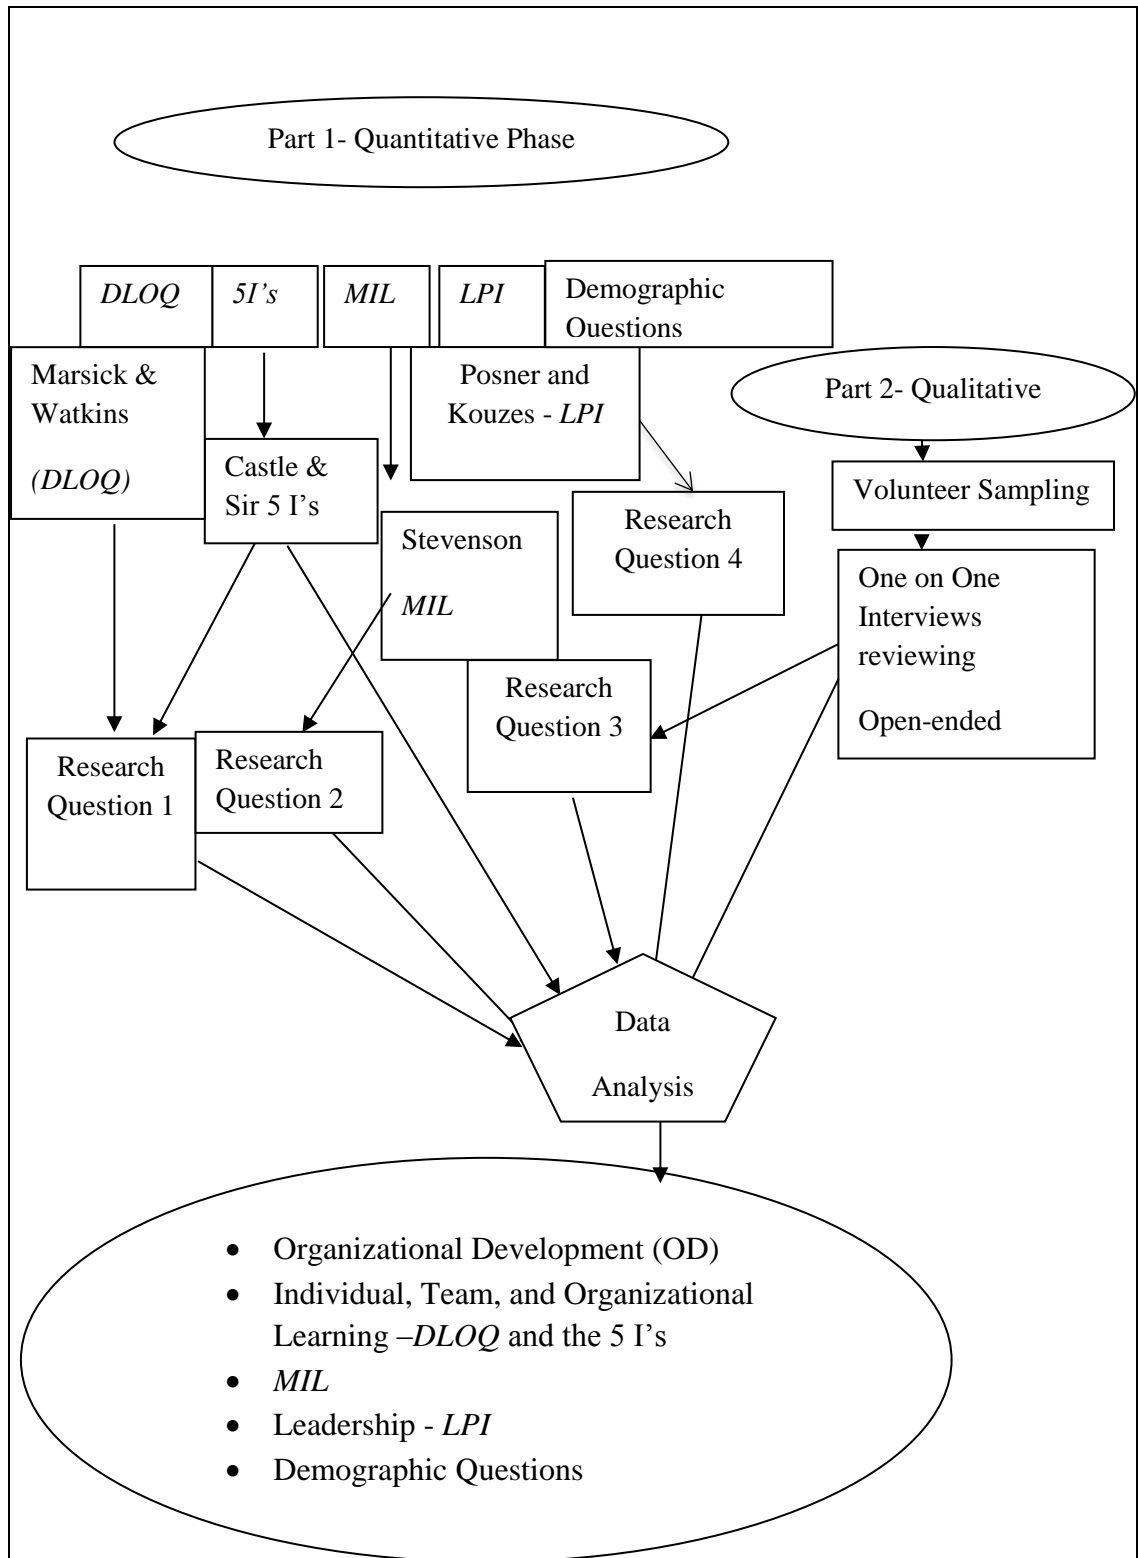 Part 1- Quantitative Phase
DLOQ
5I's
MIL
LPI
Demographic
Ouestions
Marsick &
Watkins
(DLOQ)
Castle &
Sir 5 I's
Posner and
Kouzes - LPI
Part 2- Qualitative
Volunteer Sampling
Stevenson
MIL
Research
Question 4
One on One
Interviews
reviewing
Open-ended
Research
Question 3
Research
Question 1
Research
Question 2
Data
Analysis
• Organizational Development (OD)
• Individual, Team, and Organizational
Learning –DLOQ and the 5 I's
• MIL
• Leadership - LPI
• Demographic Questions